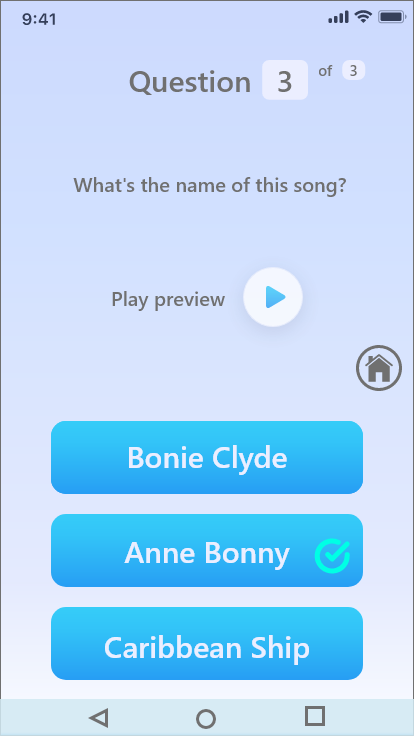 9:41
Question 3 of 3
What's the name of this song?
Play preview
Bonie Clyde
Anne Bonny
Caribbean Ship